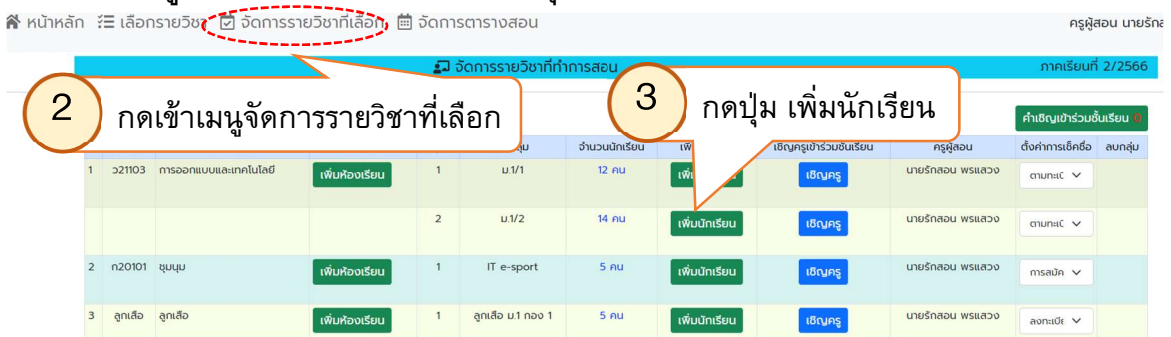 หน้าหลัก เลือกรายวิชา จัดการรายวิชาที่เลือก จัดการตารางสอน ครูผู้สอน
จัดการรายวิชาที่ทำการสอน ภาคเรียนที่ 2/2566
2 กดเข้าเมนูจัดการรายวิชาที่เลือก
3 กดปุ่ม เพิ่มนักเรียน
คำเชิญเข้าร่วมชั้นเรียน 0
จำนวนนักเรียน เชิญครูเข้าร่วมชั้นเรียน ครูผู้สอน ตั้งค่าการเช็คชื่อ ลบกลุ่ม
1 ว21103 การออกแบบและเทคโนโลยี เพิ่มห้องเรียน 1 ม.1/1 12 คน เชิญครู นายรักสอน พรแสวง
2 ม.1/2 14 คน เพิ่มนักเรียน เชิญครู นายรักสอน พรแสวง
2 ก20101 ชุมนุม เพิ่มห้องเรียน 1 IT e-sport 5 คน เพิ่มนักเรียน เชิญครู นายรักสอน พรแสวง
3 ลูกเสือ ลูกเสือ เพิ่มห้องเรียน 1 ลูกเสือ ม.1 กอง 1 5 คน เพิ่มนักเรียน เชิญครู นายรักสอน พรแสวง